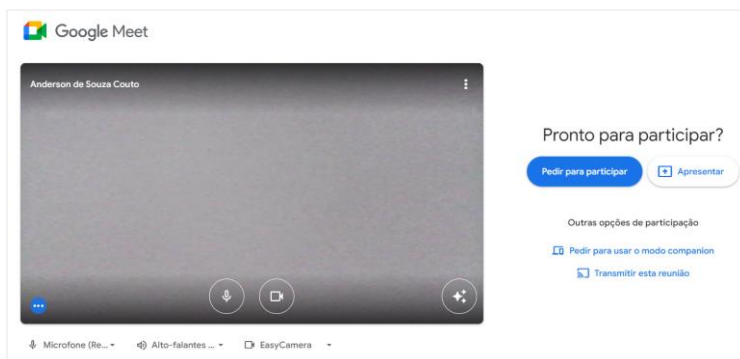 Google Meet
Anderson de Souza Couto
Pronto para participar?
Pedir para participar
Apresentar
Outras opções de participação
Pedir para usar o modo companion
Transmitir esta reunião
Microfone (Re...
Alto-falantes ...
EasyCamera